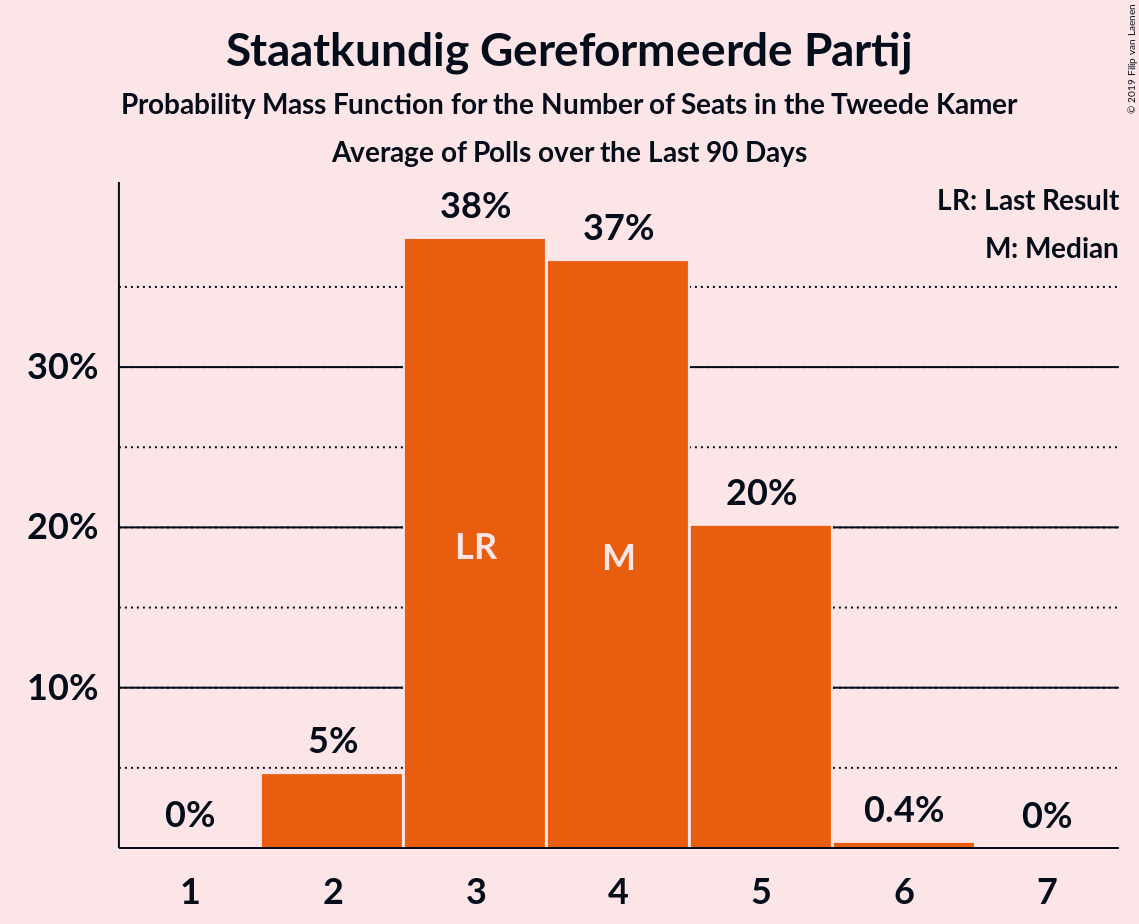 Staatkundig Gereformeerde Partij
Probability Mass Function for the Number of Seats in the Tweede Kamer
Average of Polls over the Last 90 Days
© 2019 Filip van Laenen
LR: Last Result
M: Median
38%
37%
30%
20%
20%
LR
M
10%
5%
0%
0.4%
0%
1 2 3 4 5 6 7